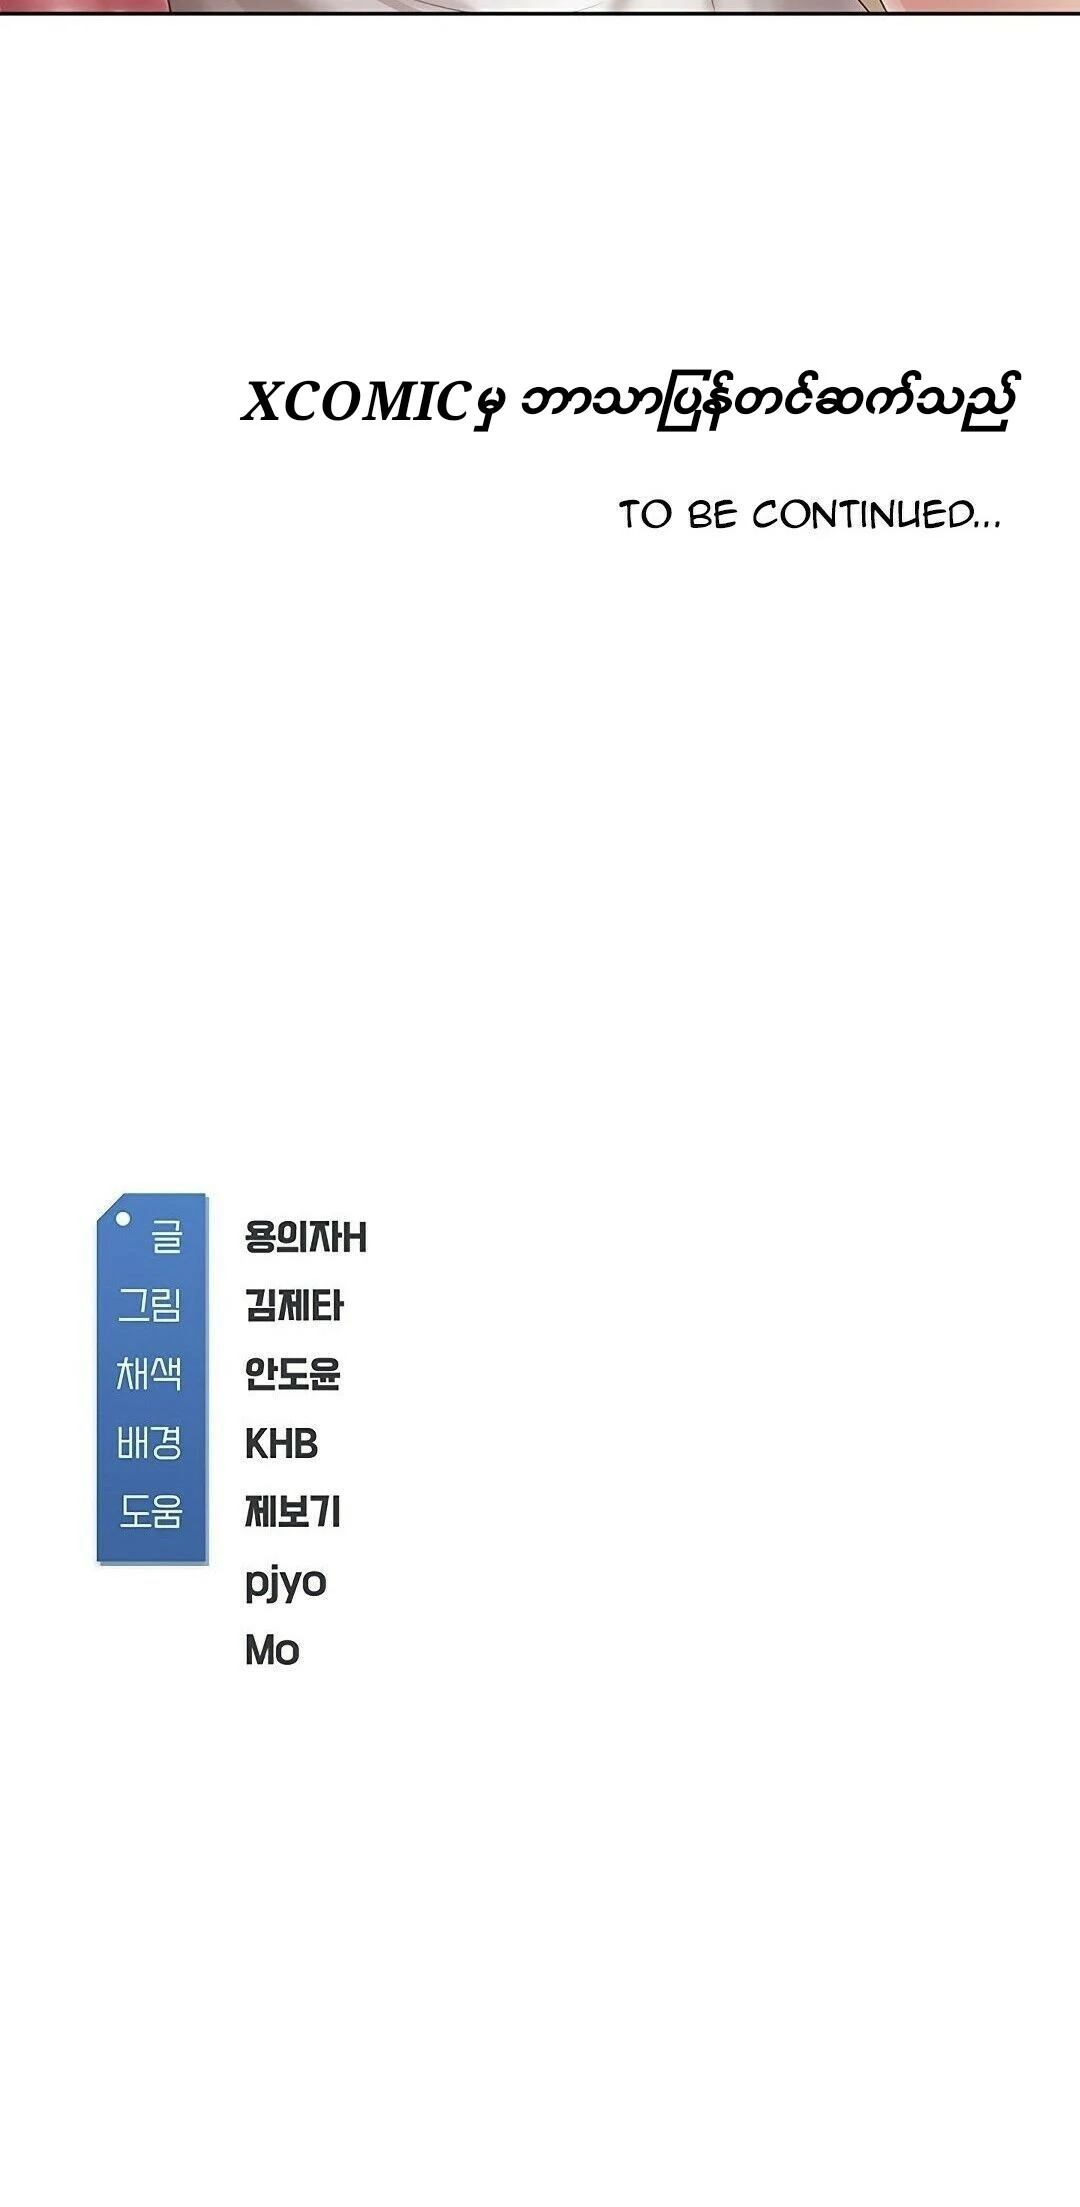 XCOMICမှ ဘာသာပြန်တင်ဆက်သည်
TO BE CONTINUED...
글 용의자H
그림 김제타
채색 안도윤
배경 KHB
도움 제보기
pjyo
Mo